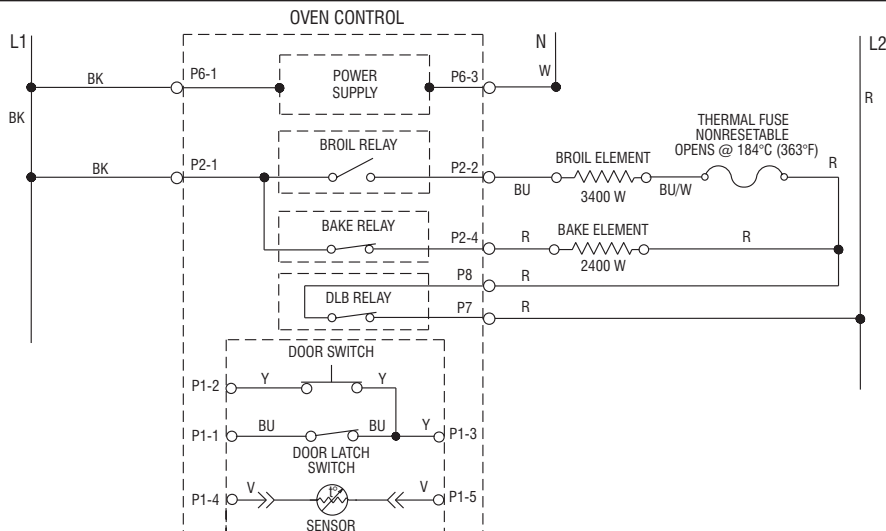 OVEN CONTROL
L1
N
L2
BK
P6-1
POWER
SUPPLY
P6-3
W
BK
R
THERMAL FUSE
NONRESETABLE
OPENS @ 184°C (363°F)
BROIL RELAY
BROIL ELEMENT
BK
P2-1
P2-2
BU
3400 W
BU/W
R
BAKE RELAY
BAKE ELEMENT
P2-4
R
2400 W
R
P8
R
DLB RELAY
P7
R
DOOR SWITCH
P1-2
Y
Y
P1-1
BU
BU
Y
P1-3
DOOR LATCH
SWITCH
P1-4
V
V
P1-5
SENSOR